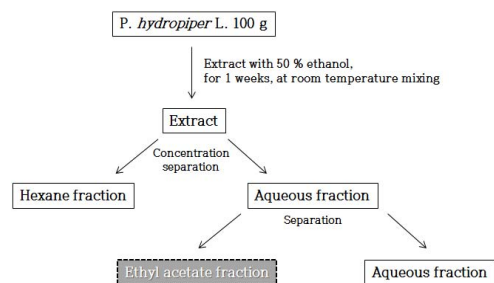 P. hydropiper L. 100 g
Extract with 50 % ethanol,
for 1 weeks, at room temperature mixing
Extract
Concentration
separation
Hexane fraction
Aqueous fraction
Separation
Ethyl acetate fraction
Aqueous fraction